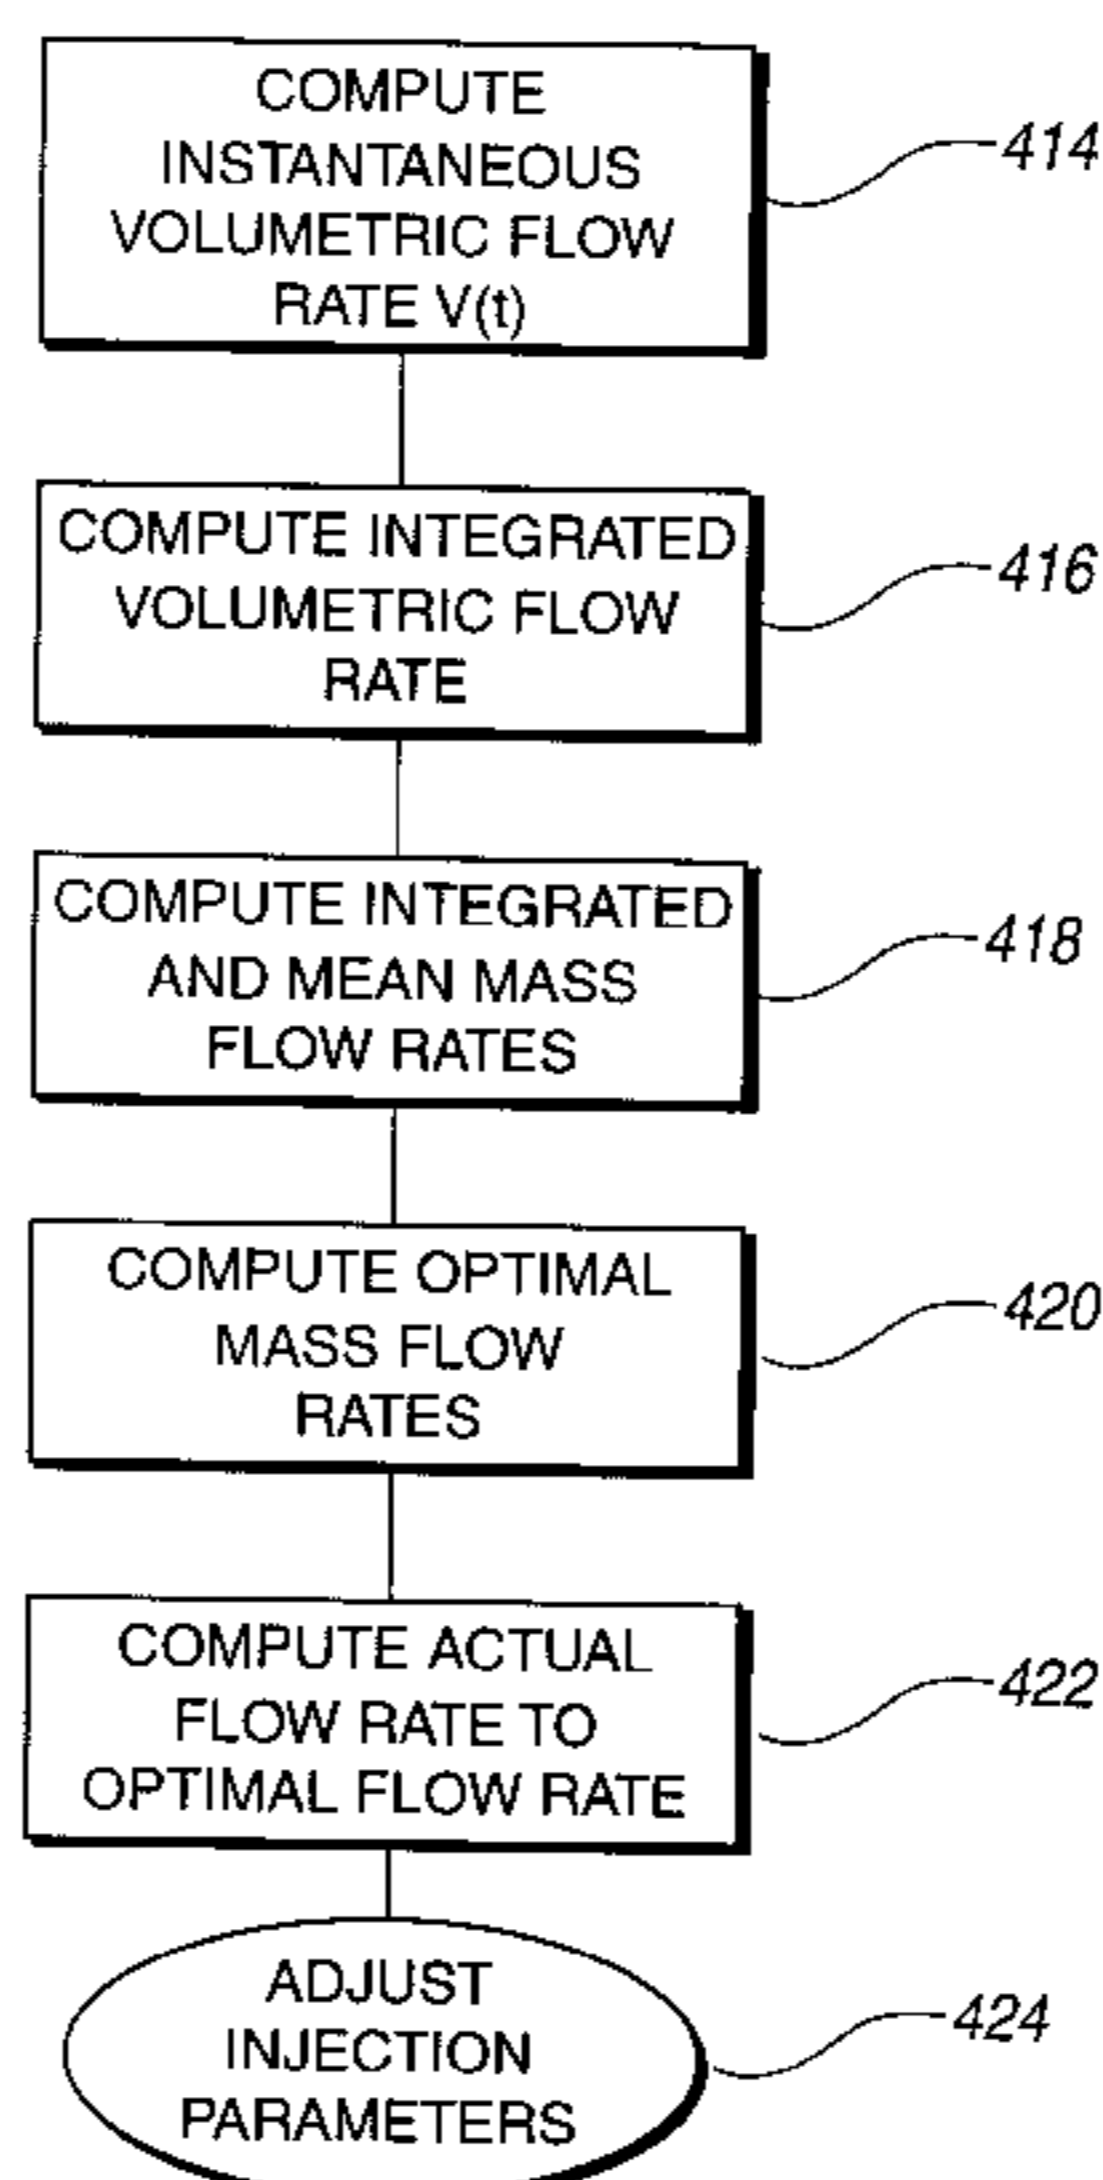 COMPUTE
INSTANTANEOUS
VOLUMETRIC FLOW
RATE V(t)
414
COMPUTE INTEGRATED
VOLUMETRIC FLOW
RATE
416
COMPUTE INTEGRATED
AND MEAN MASS
FLOW RATES
418
COMPUTE OPTIMAL
MASS FLOW
RATES
420
COMPUTE ACTUAL
FLOW RATE TO
OPTIMAL FLOW RATE
422
ADJUST
INJECTION
PARAMETERS
424